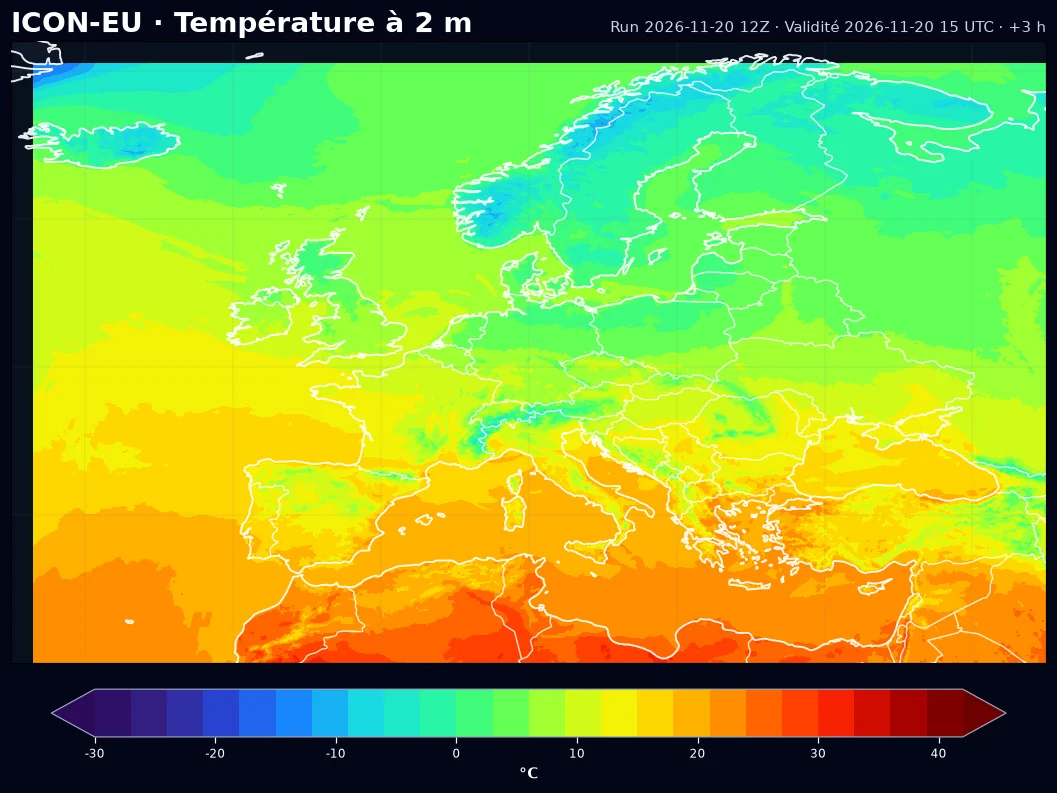 ICON-EU · Température à 2 m
Run 2026-11-20 12Z · Validité 2026-11-20 15 UTC · +3 h
-30 -20 -10 0 10 20 30 40
°C